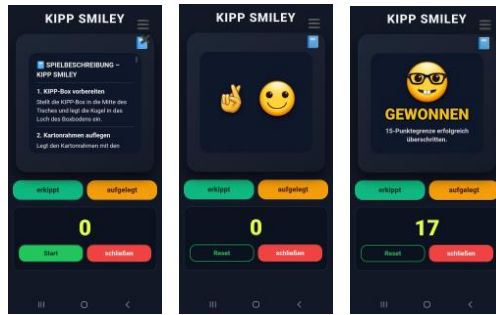 KIPP SMILEY
SPIELBESCHREIBUNG –
KIPP SMILEY
1. KIPP-Box vorbereiten
Stellt die KIPP-Box in die Mitte des
Tisches und legt die Kugel in das
Loch des Boxbodens ein.
2. Kartonrahmen auflegen
Legt den Kartonrahmen mit den
erkippt
aufgelegt
0
Start
schließen
KIPP SMILEY
erkippt
aufgelegt
0
Reset
schließen
KIPP SMILEY
GEWONNEN
15-Punktegrenze erfolgreich
überschritten.
erkippt
aufgelegt
17
Reset
schließen